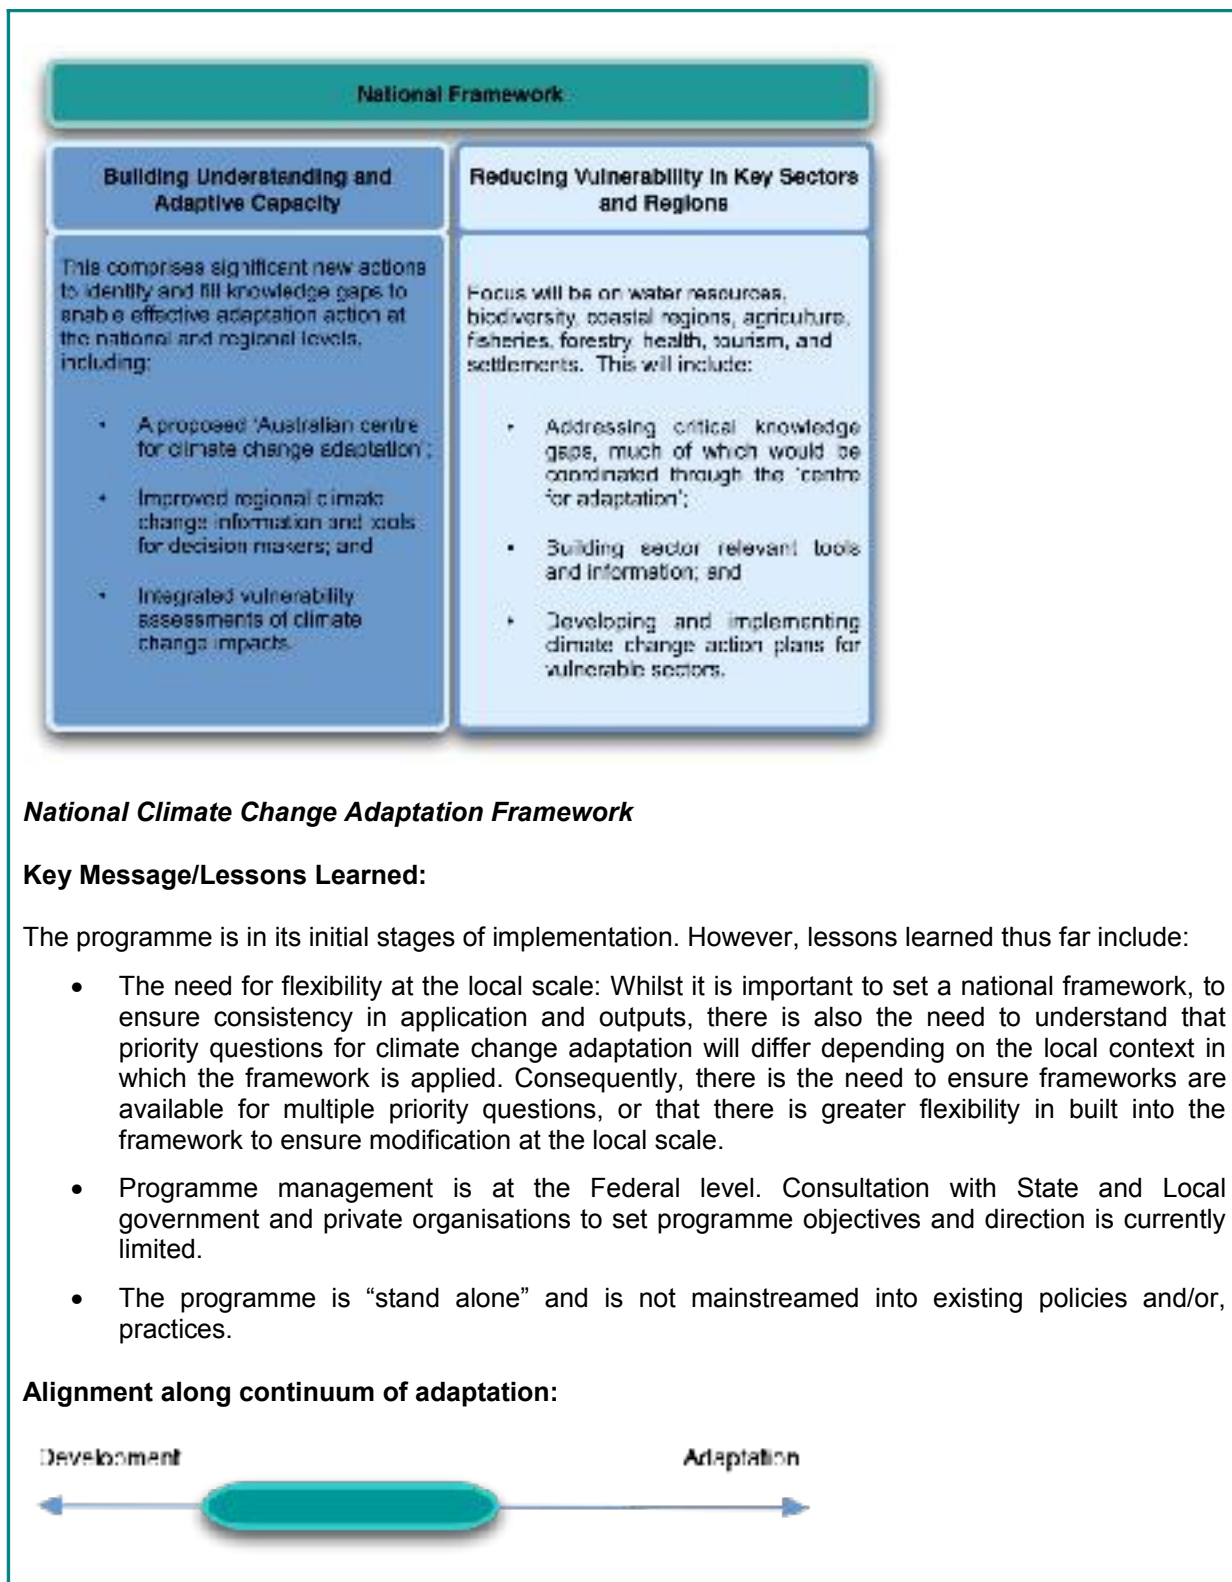 National Framework
Building Understanding and
Adaptive Capacity
This comprises significant new actions
to identify and fill knowledge gaps to
enable effective adaptation action at
the national and regional levels,
including:
• A proposed ‘Australian centre
for climate change adaptation’;
• Improved regional climate
change information and tools
for decision makers; and
• Integrated vulnerability
assessments of climate
change impacts.
Reducing Vulnerability in Key Sectors
and Regions
Focus will be on water resources,
biodiversity, coastal regions, agriculture,
fisheries, forestry, health, tourism, and
settlements. This will include:
• Addressing critical knowledge
gaps, much of which would be
coordinated through the ‘centre
for adaptation’;
• Building sector relevant tools
and information; and
• Developing and implementing
climate change action plans for
vulnerable sectors.
National Climate Change Adaptation Framework
Key Message/Lessons Learned:
The programme is in its initial stages of implementation. However, lessons learned thus far include:
• The need for flexibility at the local scale: Whilst it is important to set a national framework, to
ensure consistency in application and outputs, there is also the need to understand that
priority questions for climate change adaptation will differ depending on the local context in
which the framework is applied. Consequently, there is the need to ensure frameworks are
available for multiple priority questions, or that there is greater flexibility in built into the
framework to ensure modification at the local scale.
• Programme management is at the Federal level. Consultation with State and Local
government and private organisations to set programme objectives and direction is currently
limited.
• The programme is “stand alone” and is not mainstreamed into existing policies and/or,
practices.
Alignment along continuum of adaptation:
Development
Adaptation